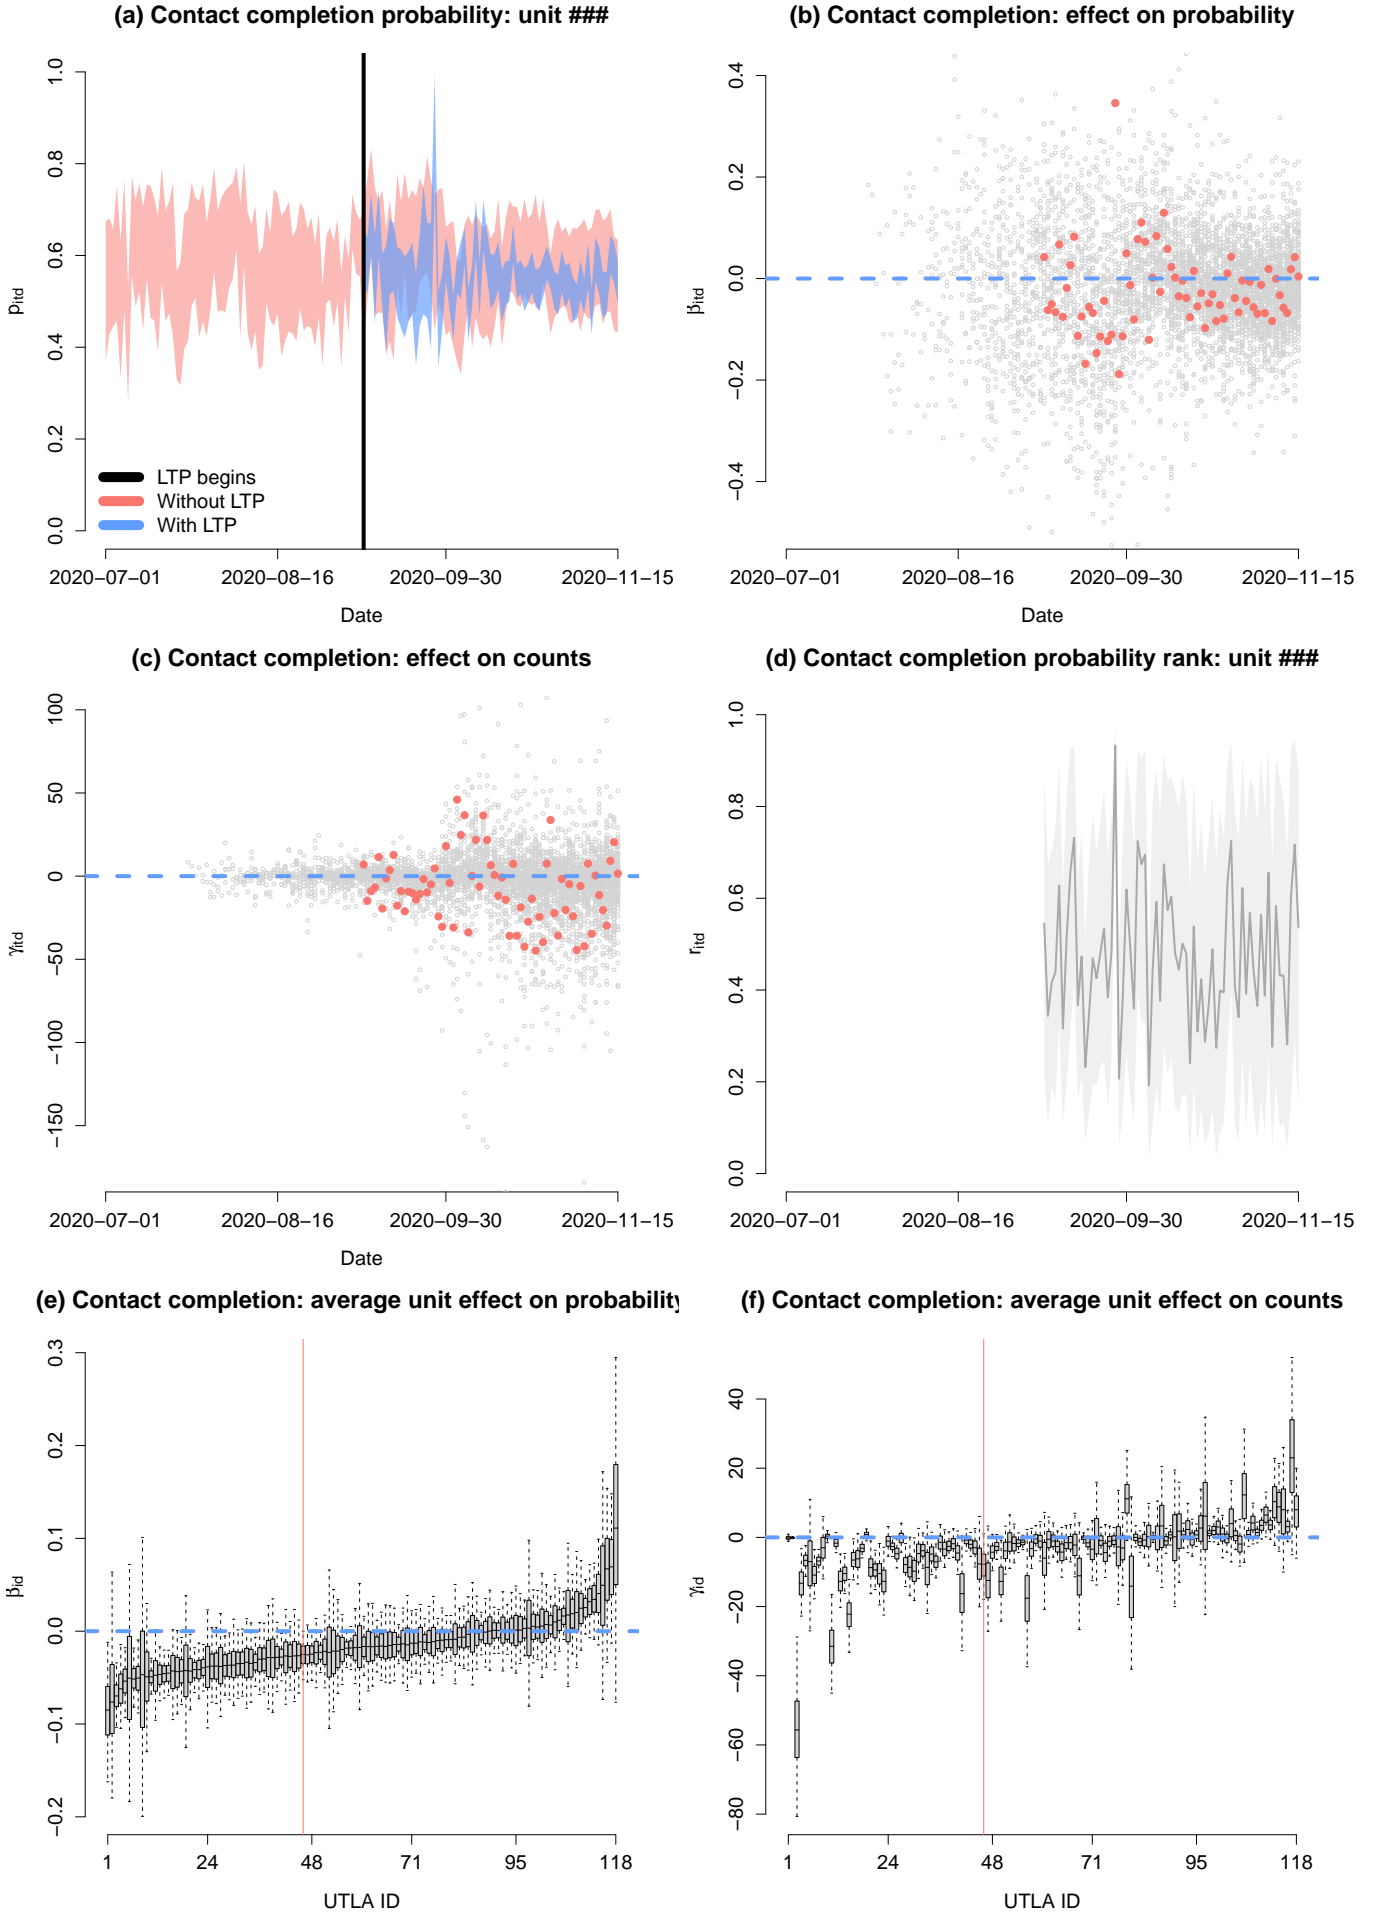 (a) Contact completion probability: unit ###
1.0
0.8
0.6
0.4
0.2
0.0
pitd
LTP begins
Without LTP
With LTP
2020−07−01 2020−08−16 2020−09−30 2020−11−15
Date
(b) Contact completion: effect on probability
0.4
0.2
0.0
−0.2
−0.4
βitd
2020−07−01 2020−08−16 2020−09−30 2020−11−15
Date
(c) Contact completion: effect on counts
100
50
0
−50
−100
−150
γitd
2020−07−01 2020−08−16 2020−09−30 2020−11−15
Date
(d) Contact completion probability rank: unit ###
1.0
0.8
0.6
0.4
0.2
0.0
ritd
2020−07−01 2020−08−16 2020−09−30 2020−11−15
(e) Contact completion: average unit effect on probability
0.3
0.2
0.1
0.0
−0.1
−0.2
βid
1 24 48 71 95 118
UTLA ID
(f) Contact completion: average unit effect on counts
40
20
0
−20
−40
−60
−80
γid
1 24 48 71 95 118
UTLA ID